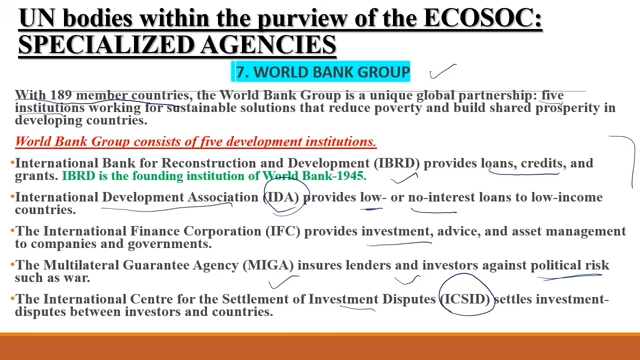 UN bodies within the purview of the ECOSOC:
SPECIALIZED AGENCIES
7. WORLD BANK GROUP
With 189 member countries, the World Bank Group is a unique global partnership: five
institutions working for sustainable solutions that reduce poverty and build shared prosperity in
developing countries.
World Bank Group consists of five development institutions.
•International Bank for Reconstruction and Development (IBRD) provides loans, credits, and
grants. IBRD is the founding institution of World Bank-1945.
•International Development Association (IDA) provides low- or no-interest loans to low-income
countries.
•The International Finance Corporation (IFC) provides investment, advice, and asset management
to companies and governments.
•The Multilateral Guarantee Agency (MIGA) insures lenders and investors against political risk
such as war.
•The International Centre for the Settlement of Investment Disputes (ICSID) settles investment-
disputes between investors and countries.